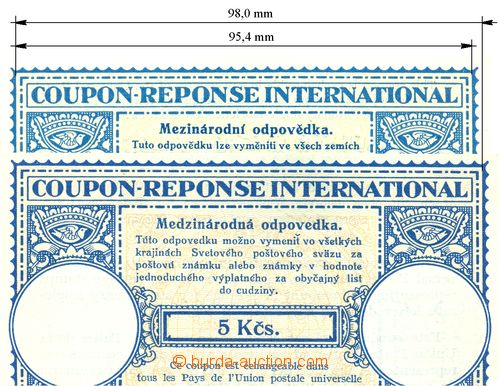 98,0 mm
95,4 mm
COUPON-REPONSE INTERNATIONAL
Mezinárodní odpovědka.
Tuto odpovědku lze vyměniti ve všech zemích
COUPON-REPONSE INTERNATIONAL
Medzinárodná odpovedka.
Túto odpovedku možno vymeniť vo všetkých
krajinách Svetového poštového sväzu za
poštovú známku alebo známky v hodnote
jednoduchého výplatného za obyčajný list
do cudziny.
5 Kčs.
Ce coupon est échangeable dans
© burda-auction.com
tous les Pays de l'Union postale universelle